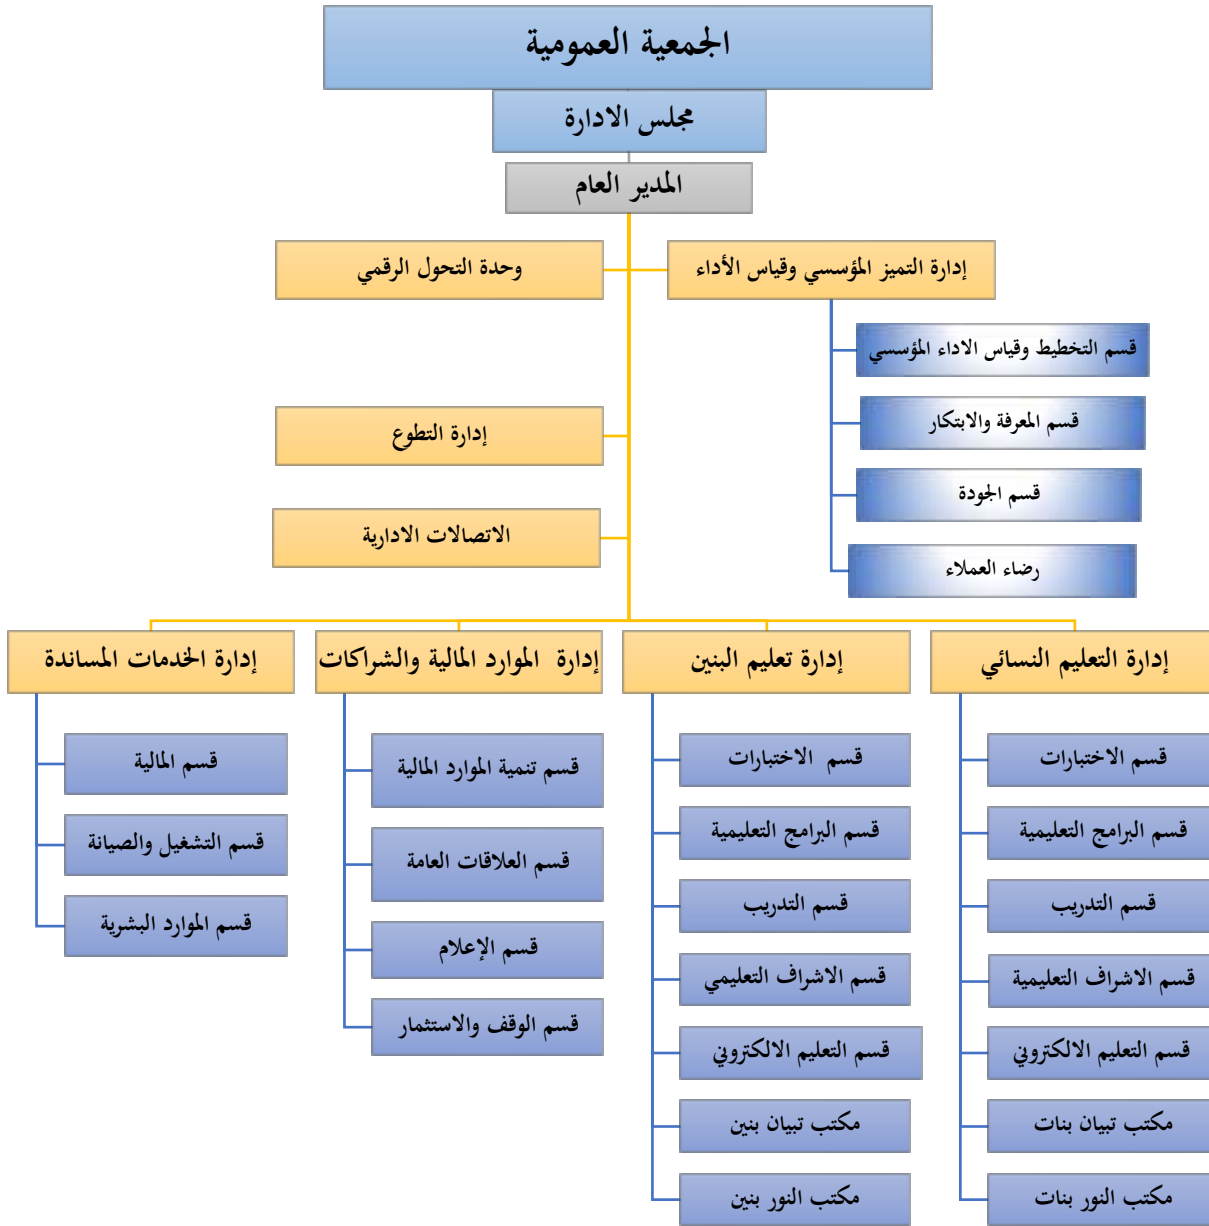 الجمعية العمومية
مجلس الادارة
المدير العام
إدارة التميز المؤسسي وقياس الأداء
وحدة التحول الرقمي
قسم التخطيط وقياس الاداء المؤسسي
قسم المعرفة والابتكار
قسم الجودة
رضاء العملاء
إدارة التطوع
الاتصالات الادارية
إدارة التعليم النسائي
قسم الاختبارات
قسم البرامج التعليمية
قسم التدريب
قسم الاشراف التعليمية
قسم التعليم الالكتروني
مكتب تبيان بنات
مكتب النور بنات
إدارة تعليم البنين
قسم الاختبارات
قسم البرامج التعليمية
قسم التدريب
قسم الاشراف التعليمي
قسم التعليم الالكتروني
مكتب تبيان بنين
مكتب النور بنين
إدارة الموارد المالية والشراكات
قسم تنمية الموارد المالية
قسم العلاقات العامة
قسم الإعلام
قسم الوقف والاستثمار
إدارة الخدمات المساندة
قسم المالية
قسم التشغيل والصيانة
قسم الموارد البشرية